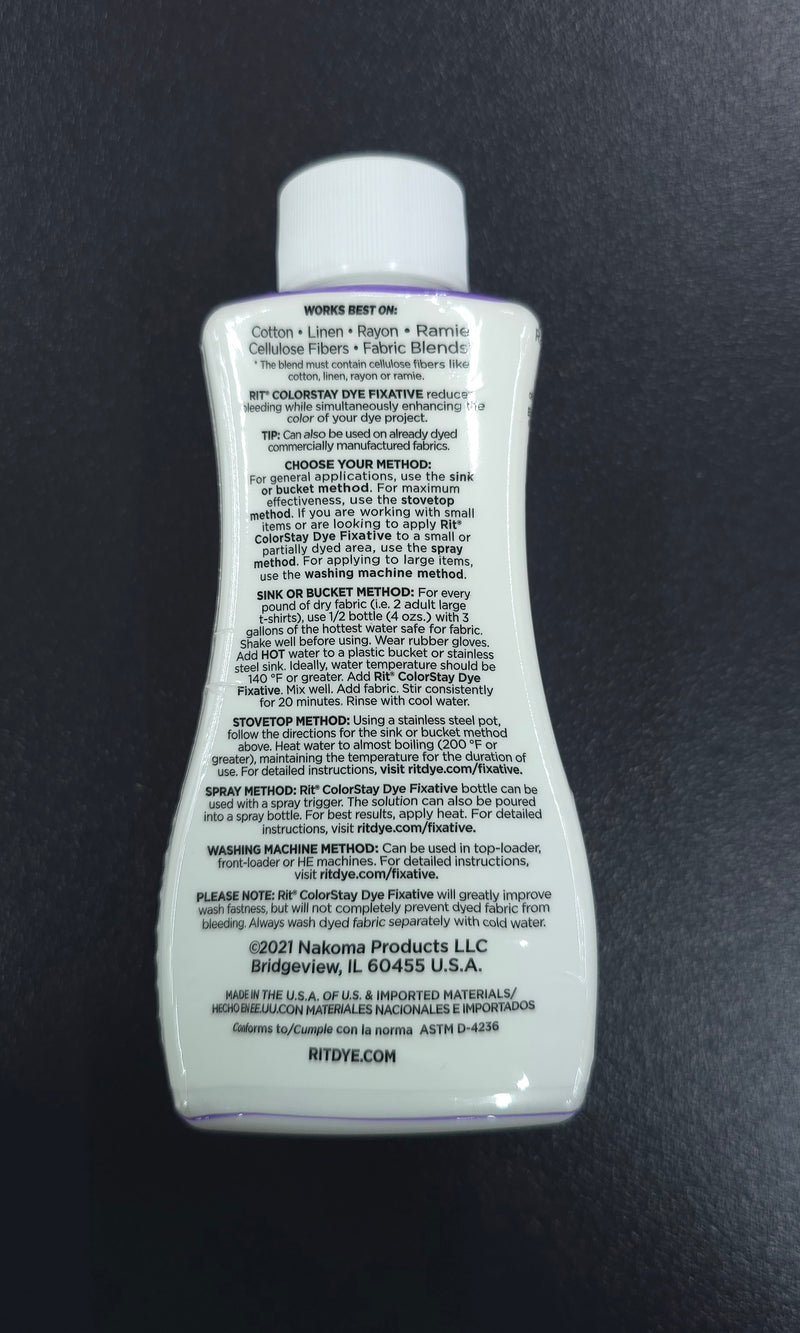 WORKS BEST ON:
Cotton • Linen • Rayon • Ramie
Cellulose Fibers • Fabric Blends*
* The blend must contain cellulose fibers like
cotton, linen, rayon or ramie.
RIT® COLORSTAY DYE FIXATIVE reduces
bleeding while simultaneously enhancing the
color of your dye project.
TIP: Can also be used on already dyed
commercially manufactured fabrics.
CHOOSE YOUR METHOD:
For general applications, use the sink
or bucket method. For maximum
effectiveness, use the stovetop
method. If you are working with small
items or are looking to apply Rit®
ColorStay Dye Fixative to a small or
partially dyed area, use the spray
method. For applying to large items,
use the washing machine method.
SINK OR BUCKET METHOD: For every
pound of dry fabric (i.e. 2 adult large
t-shirts), use 1/2 bottle (4 ozs.) with 3
gallons of the hottest water safe for fabric.
Shake well before using. Wear rubber gloves.
Add HOT water to a plastic bucket or stainless
steel sink. Ideally, water temperature should be
140 °F or greater. Add Rit® ColorStay Dye
Fixative. Mix well. Add fabric. Stir consistently
for 20 minutes. Rinse with cool water.
STOVETOP METHOD: Using a stainless steel pot,
follow the directions for the sink or bucket method
above. Heat water to almost boiling (200 °F or
greater), maintaining the temperature for the duration of
use. For detailed instructions, visit ritdye.com/fixative.
SPRAY METHOD: Rit® ColorStay Dye Fixative bottle can be
used with a spray trigger. The solution can also be poured
into a spray bottle. For best results, apply heat. For detailed
instructions, visit ritdye.com/fixative.
WASHING MACHINE METHOD: Can be used in top-loader,
front-loader or HE machines. For detailed instructions,
visit ritdye.com/fixative.
PLEASE NOTE: Rit® ColorStay Dye Fixative will greatly improve
wash fastness, but will not completely prevent dyed fabric from
bleeding. Always wash dyed fabric separately with cold water.
©2021 Nakoma Products LLC
Bridgeview, IL 60455 U.S.A.
MADE IN THE U.S.A. OF U.S. & IMPORTED MATERIALS/
HECHO EN EE.UU.CON MATERIALES NACIONALES E IMPORTADOS
Conforms to/Cumple con la norma ASTM D-4236
RITDYE.COM